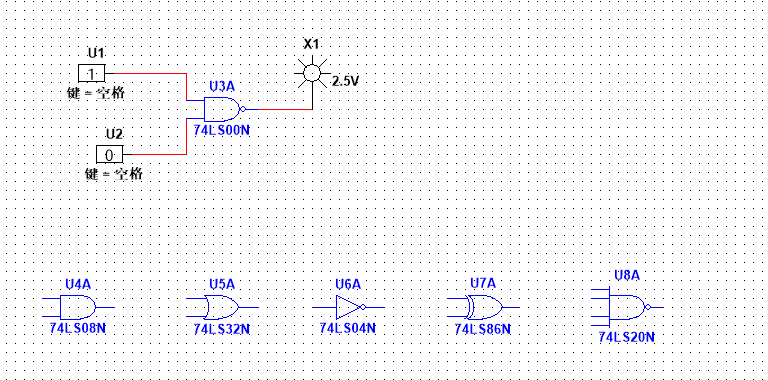 X1
U1
2.5V
1
U3A
键 = 空格
74LS00N
U2
0
键 = 空格
U4A
U5A
U6A
U7A
U8A
74LS08N
74LS32N
74LS04N
74LS86N
74LS20N